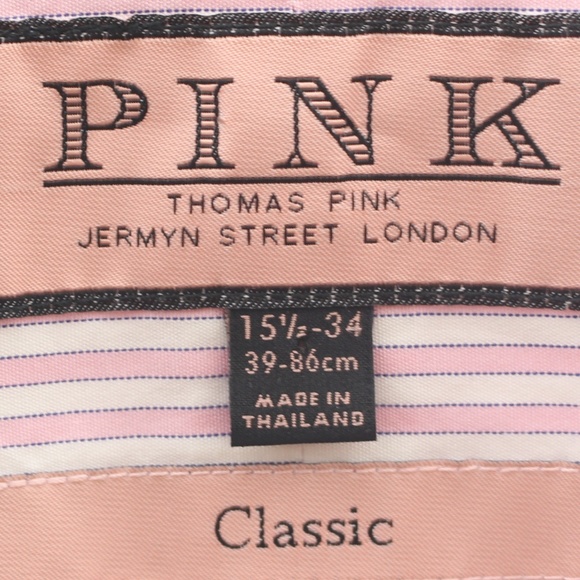 PINK
THOMAS PINK
JERMYN STREET LONDON
15½-34
39-86cm
MADE IN
THAILAND
Classic